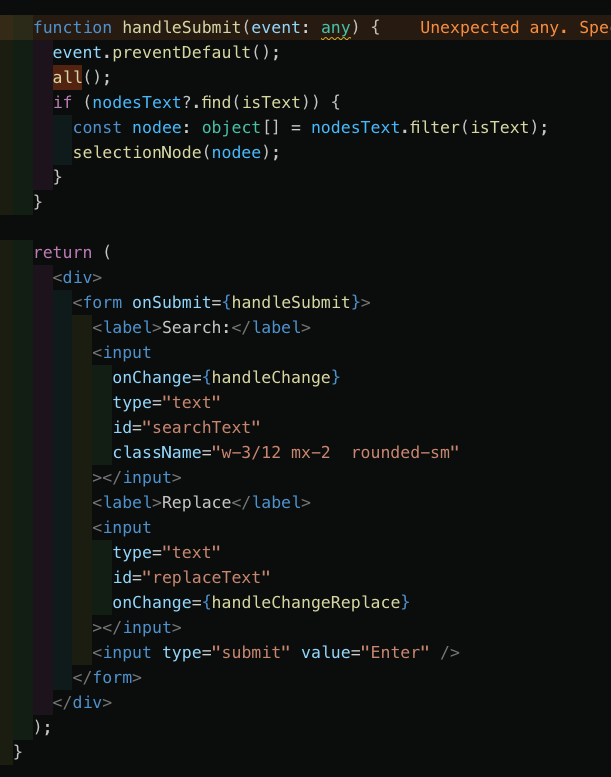 function handleSubmit(event: any) {    Unexpected any. Spe
event.preventDefault();
all();
if (nodesText?.find(isText)) {
const nodee: object[] = nodesText.filter(isText);
selectionNode(nodee);
}
}
return (
<div>
<form onSubmit={handleSubmit}>
<label>Search:</label>
<input
onChange={handleChange}
type="text"
id="searchText"
className="w-3/12 mx-2  rounded-sm"
></input>
<label>Replace</label>
<input
type="text"
id="replaceText"
onChange={handleChangeReplace}
></input>
<input type="submit" value="Enter" />
</form>
</div>
);
}